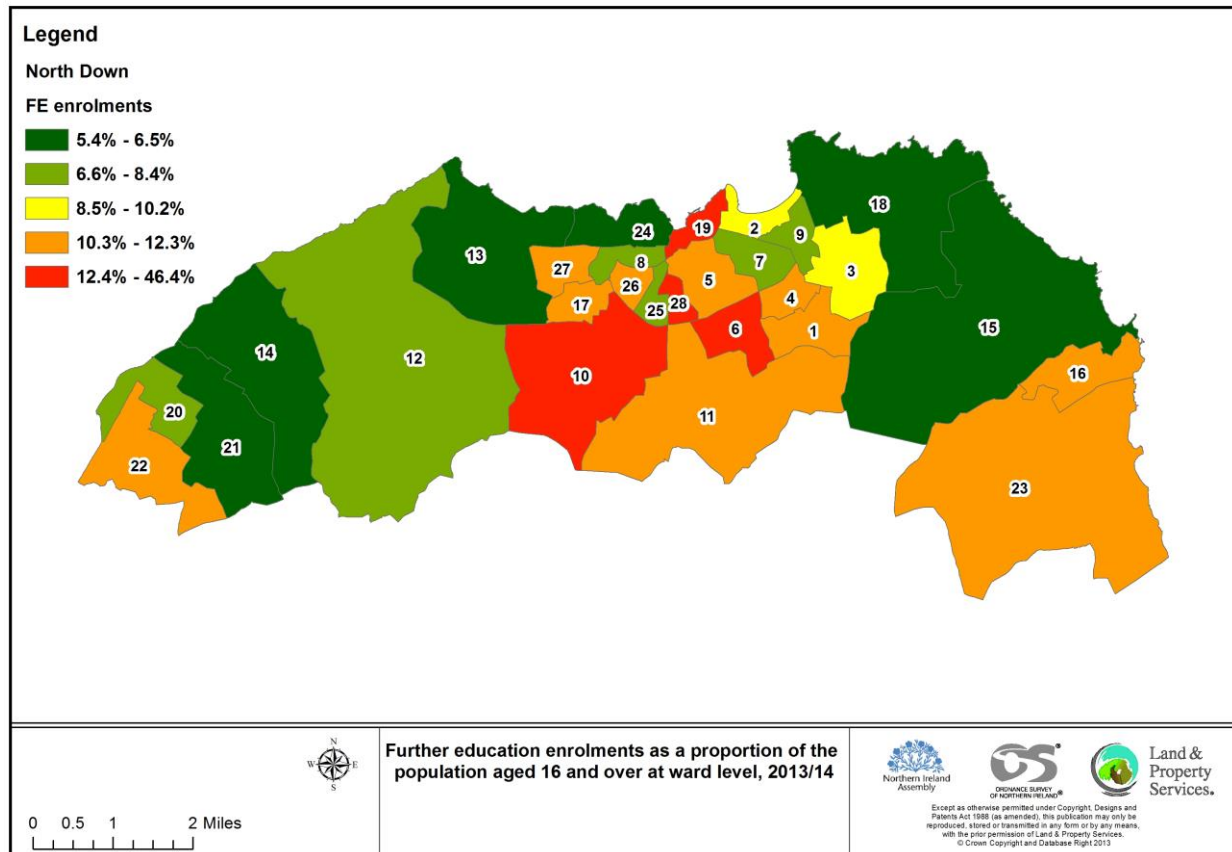 Legend
North Down
FE enrolments
5.4% - 6.5%
6.6% - 8.4%
8.5% - 10.2%
10.3% - 12.3%
12.4% - 46.4%
18
24
19
2
9
13
8
7
27
3
26
5
17
4
25
28
6
1
15
14
12
10
16
11
20
21
22
23
N
W
E
S
0 0.5 1 2 Miles
Further education enrolments as a proportion of the
population aged 16 and over at ward level, 2013/14
Northern Ireland
Assembly
OS®
ORDNANCE SURVEY
OF NORTHERN IRELAND®
Land &
Property
Services.
Except as otherwise permitted under Copyright, Designs and
Patents Act 1988 (as amended), this publication may only be
reproduced, stored or transmitted in any form or by any means,
with the prior permission of Land & Property Services.
© Crown Copyright and Database Right 2013